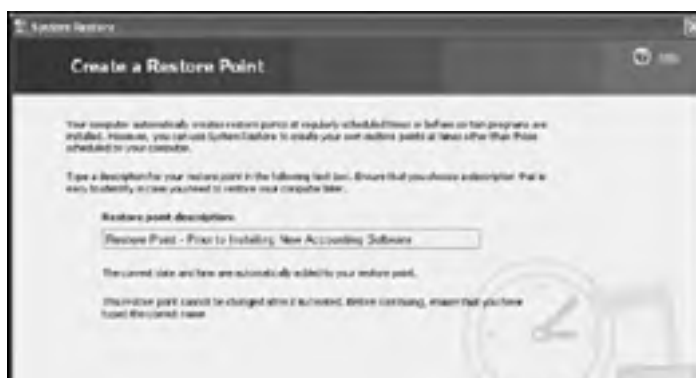 System Restore
Create a Restore Point
Help
Your computer automatically creates restore points at regularly scheduled times or before certain programs are
installed. However, you can use System Restore to create your own restore points at times other than those
scheduled by your computer.
Type a description for your restore point in the following text box. Ensure that you choose a description that is
easy to identify in case you need to restore your computer later.
Restore point description:
Restore Point - Prior to Installing New Accounting Software
The current date and time are automatically added to your restore point.
This restore point cannot be changed after it is created. Before continuing, ensure that you have
typed the correct name.